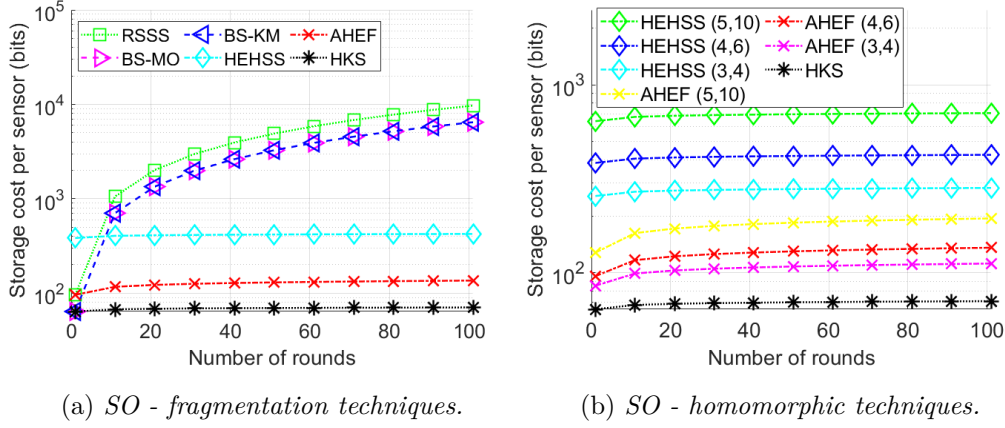 Storage cost per sensor (bits)
10^5
10^4
10^3
10^2
RSSS BS-KM AHEF
BS-MO HEHSS HKS
0 20 40 60 80 100
Number of rounds
(a) SO - fragmentation techniques.
Storage cost per sensor (bits)
10^3
10^2
HEHSS (5,10) AHEF (4,6)
HEHSS (4,6) AHEF (3,4)
HEHSS (3,4) HKS
AHEF (5,10)
0 20 40 60 80 100
Number of rounds
(b) SO - homomorphic techniques.